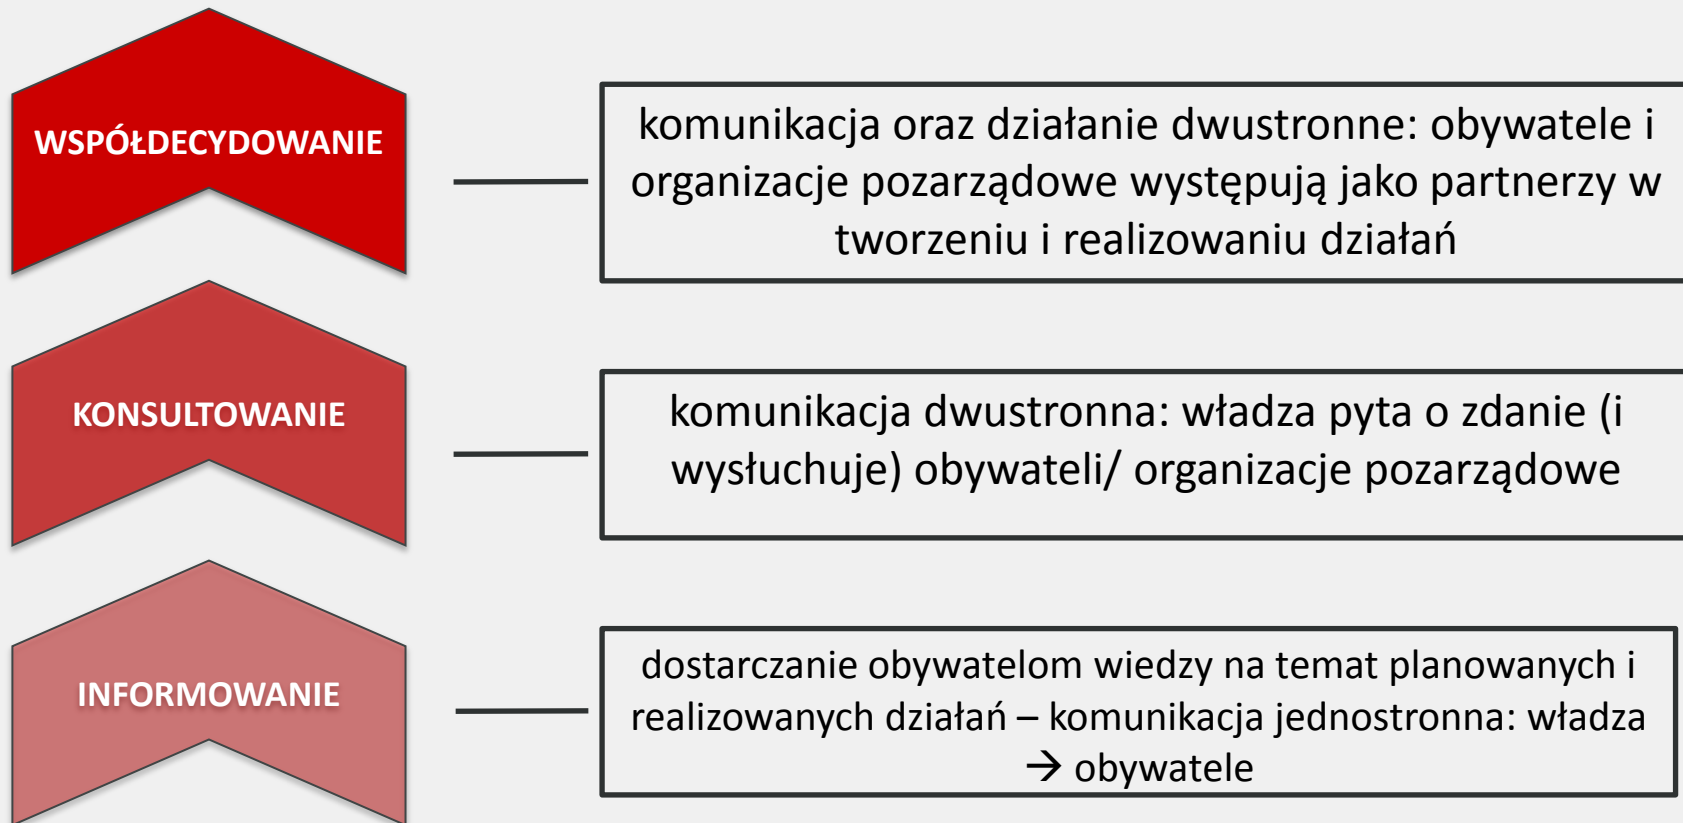 WSPÓŁDECYDOWANIE
komunikacja oraz działanie dwustronne: obywatele i
organizacje pozarządowe występują jako partnerzy w
tworzeniu i realizowaniu działań
KONSULTOWANIE
komunikacja dwustronna: władza pyta o zdanie (i
wysłuchuje) obywateli/ organizacje pozarządowe
INFORMOWANIE
dostarczanie obywatelom wiedzy na temat planowanych i
realizowanych działań – komunikacja jednostronna: władza
→ obywatele